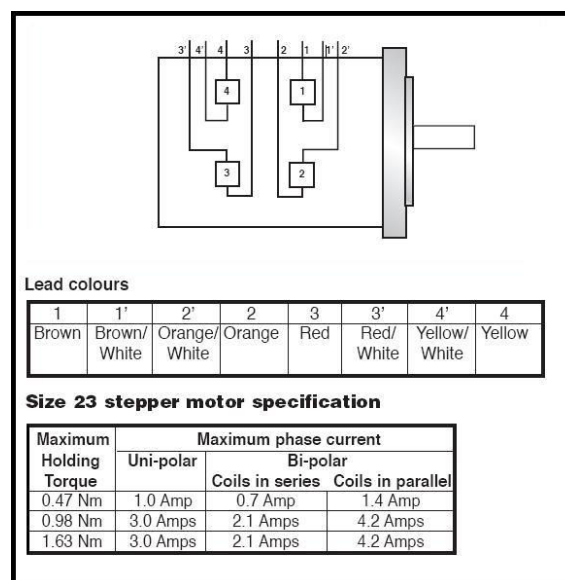 3' 4' 4 3 2 1 1' 2'
4 1
3 2
Lead colours
1 1' 2' 2 3 3' 4' 4
Brown Brown/ Orange/ Orange Red Red/ Yellow/ Yellow
White White White White
Size 23 stepper motor specification
Maximum Maximum phase current
Holding Uni-polar Bi-polar
Torque Coils in series Coils in parallel
0.47 Nm 1.0 Amp 0.7 Amp 1.4 Amp
0.98 Nm 3.0 Amps 2.1 Amps 4.2 Amps
1.63 Nm 3.0 Amps 2.1 Amps 4.2 Amps